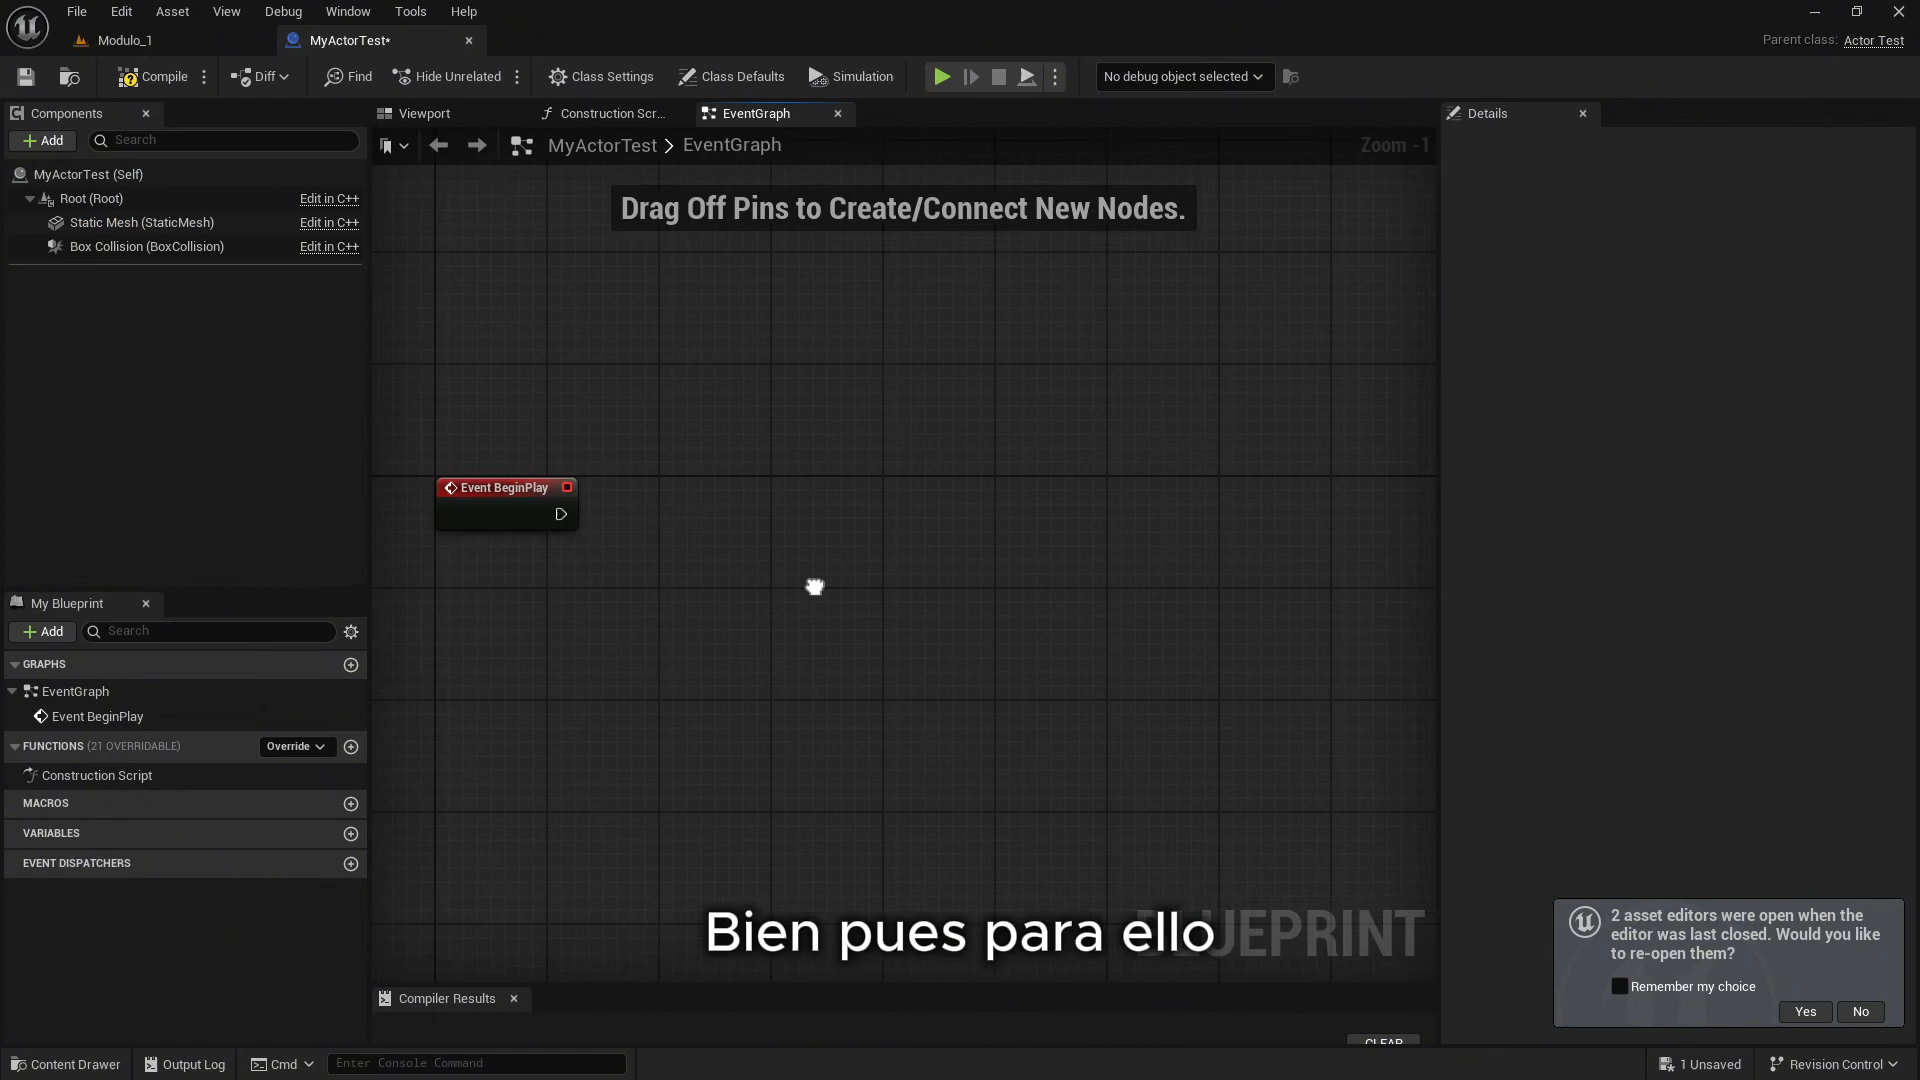 File Edit Asset View Debug Window Tools Help
Modulo_1
MyActorTest*
Parent class: Actor Test
Compile
Diff
Find
Hide Unrelated
Class Settings
Class Defaults
Simulation
No debug object selected
Components
Add
Search
MyActorTest (Self)
Root (Root) Edit in C++
Static Mesh (StaticMesh) Edit in C++
Box Collision (BoxCollision) Edit in C++
My Blueprint
Add
Search
GRAPHS
EventGraph
Event BeginPlay
FUNCTIONS (21 OVERRIDABLE) Override
Construction Script
MACROS
VARIABLES
EVENT DISPATCHERS
Viewport
Construction Scr...
EventGraph
MyActorTest > EventGraph
Zoom -1
Drag Off Pins to Create/Connect New Nodes.
Event BeginPlay
Bien pues para ello
Compiler Results
CLEAR
Details
2 asset editors were open when the
editor was last closed. Would you like
to re-open them?
Remember my choice
Yes No
Content Drawer
Output Log
Cmd
Enter Console Command
1 Unsaved
Revision Control